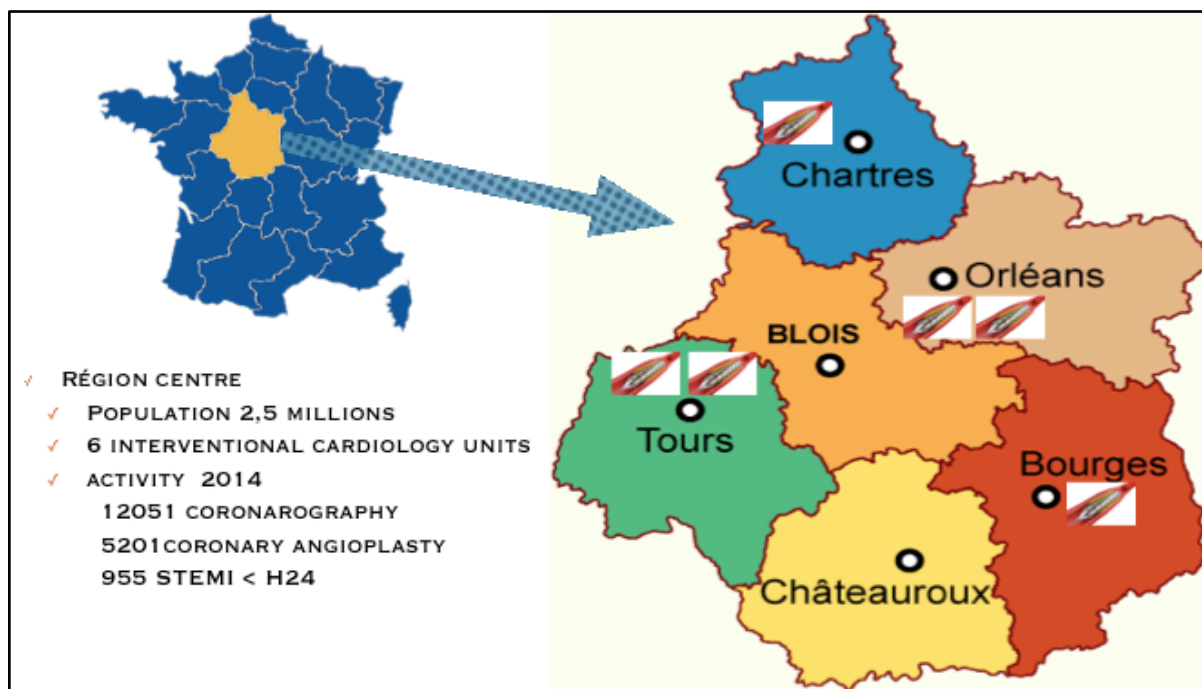 RÉGION CENTRE
POPULATION 2,5 MILLIONS
6 INTERVENTIONAL CARDIOLOGY UNITS
ACTIVITY 2014
12051 CORONAROGRAPHY
5201CORONARY ANGIOPLASTY
955 STEMI < H24
Chartres
Orléans
BLOIS
Tours
Bourges
Châteauroux